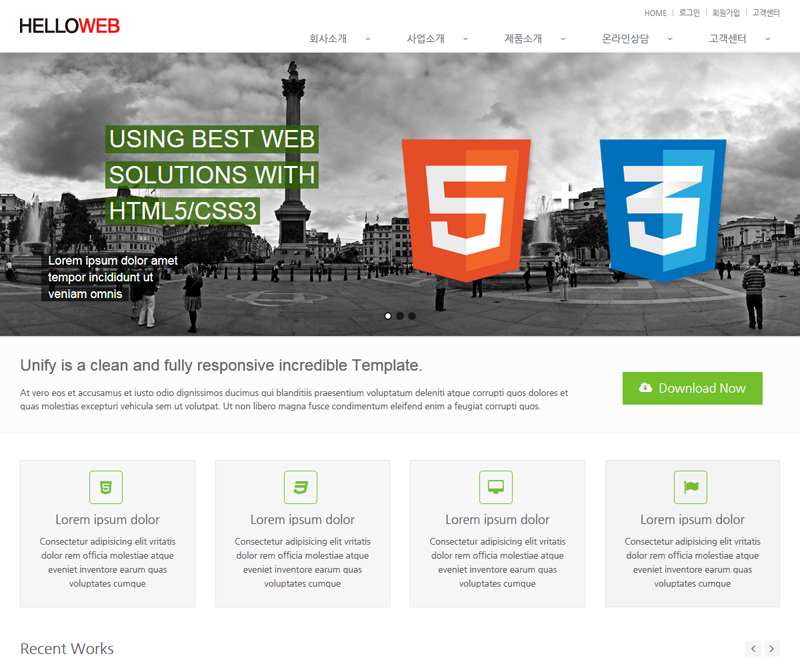 HOME | 로그인 | 회원가입 | 고객센터
HELLOWEB
회사소개 사업소개 제품소개 온라인상담 고객센터
USING BEST WEB
SOLUTIONS WITH
HTML5/CSS3
5
3
Lorem ipsum dolor amet
tempor incididunt ut
veniam omnis
Unify is a clean and fully responsive incredible Template.
At vero eos et accusamus et iusto odio dignissimos ducimus qui blanditiis praesentium voluptatum deleniti atque corrupti quos dolores et
quas molestias excepturi vehicula sem ut volutpat. Ut non libero magna fusce condimentum eleifend enim a feugiat corrupti quos.
Download Now
5
3
Lorem ipsum dolor
Consectetur adipisicing elit vritatis
dolor rem officia molestiae atque
eveniet inventore earum quas
voluptates cumque
Lorem ipsum dolor
Consectetur adipisicing elit vritatis
dolor rem officia molestiae atque
eveniet inventore earum quas
voluptates cumque
Lorem ipsum dolor
Consectetur adipisicing elit vritatis
dolor rem officia molestiae atque
eveniet inventore earum quas
voluptates cumque
Lorem ipsum dolor
Consectetur adipisicing elit vritatis
dolor rem officia molestiae atque
eveniet inventore earum quas
voluptates cumque
Recent Works